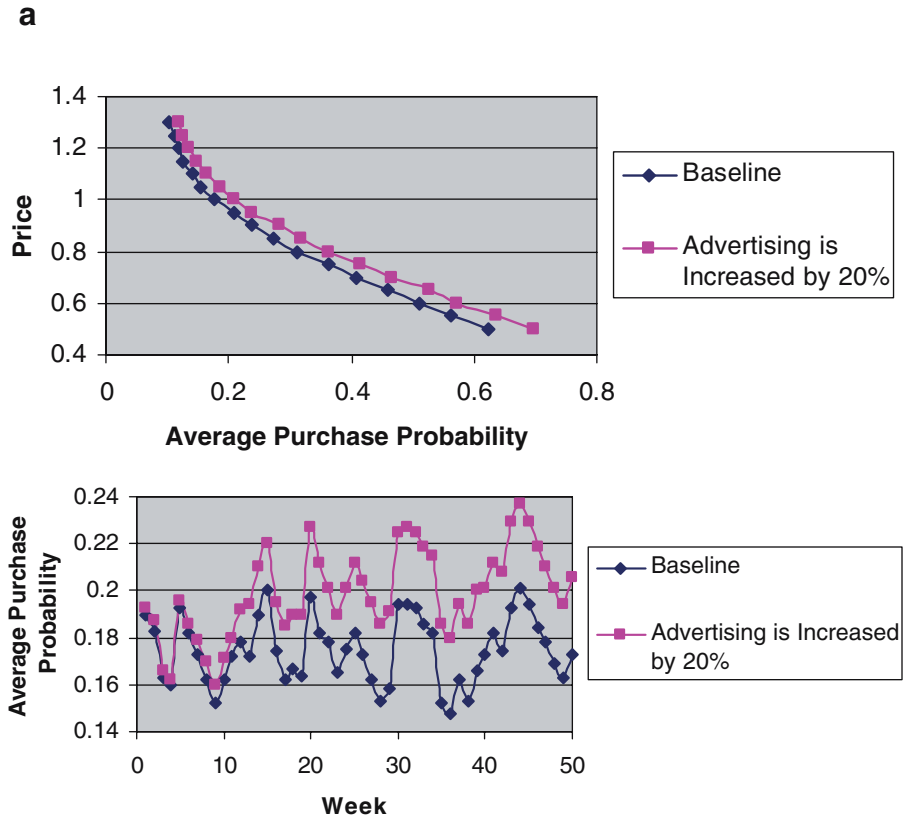 a
1.4
1.2
1
0.8
0.6
0.4
Price
0
0.2
0.4
0.6
0.8
Average Purchase Probability
Baseline
Advertising is
Increased by 20%
0.24
0.22
0.2
0.18
0.16
0.14
Average Purchase
Probability
0
10
20
30
40
50
Week
Baseline
Advertising is Increased
by 20%